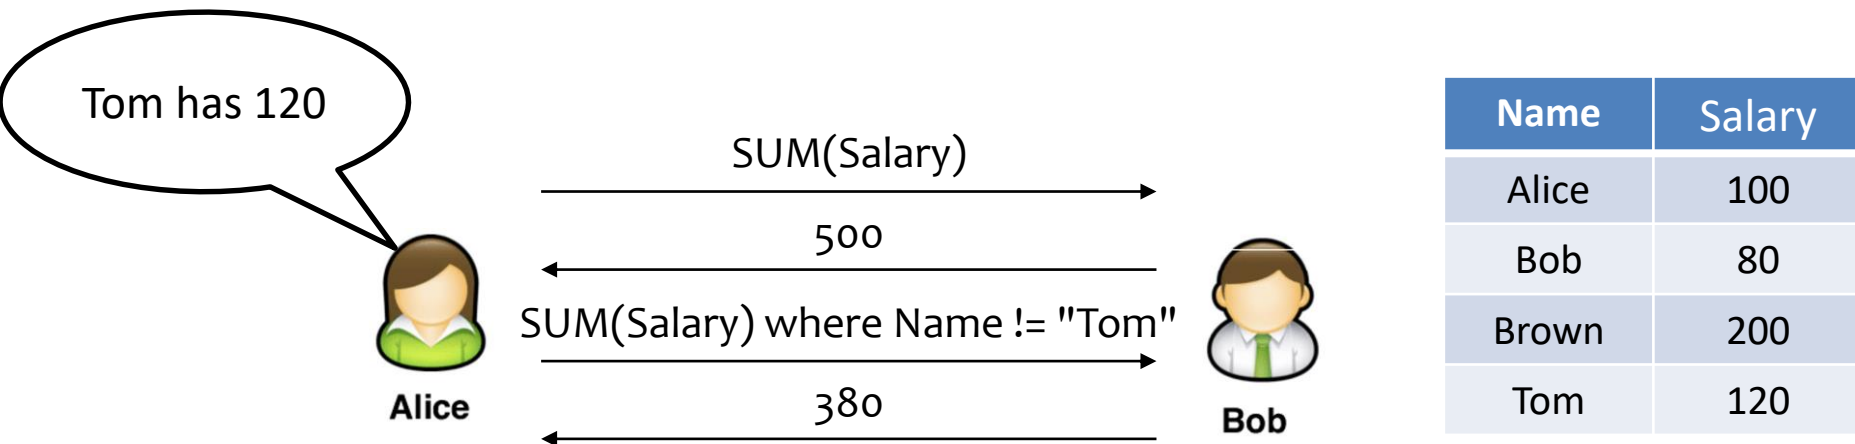 Tom has 120
SUM(Salary)
500
SUM(Salary) where Name != "Tom"
380
Alice
Bob
Name Salary
Alice 100
Bob 80
Brown 200
Tom 120